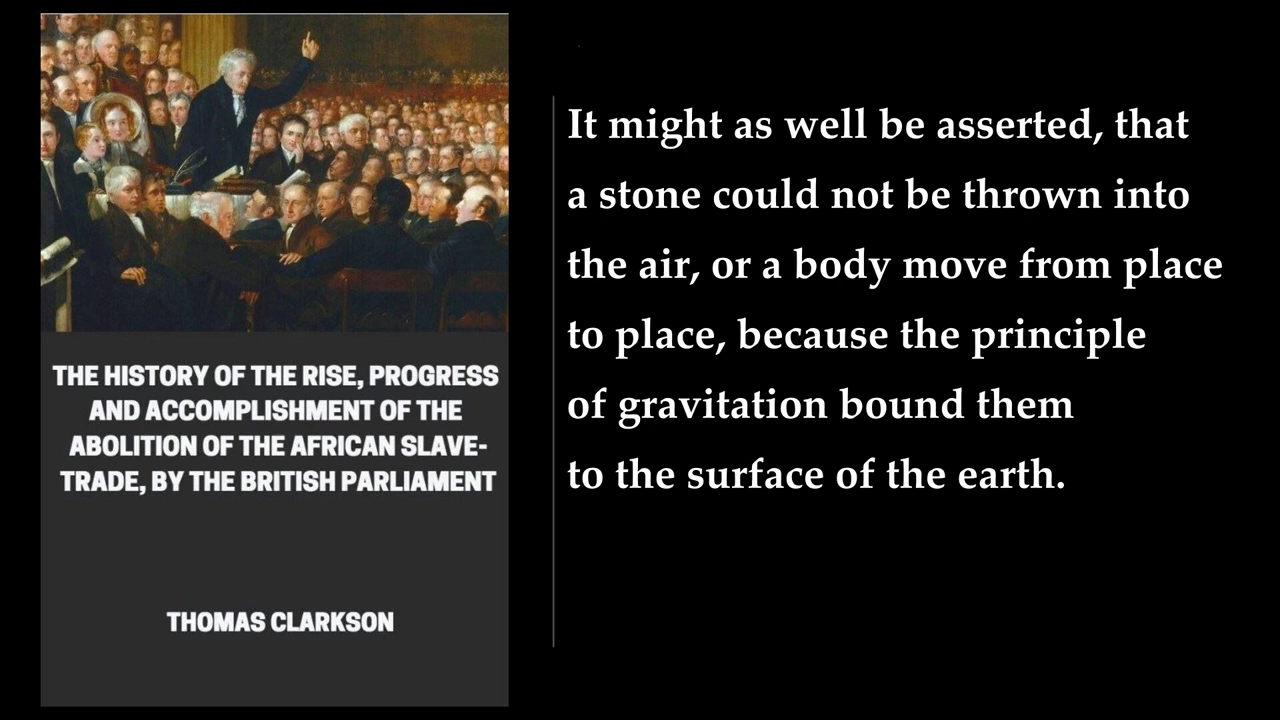 THE HISTORY OF THE RISE, PROGRESS
AND ACCOMPLISHMENT OF THE
ABOLITION OF THE AFRICAN SLAVE-
TRADE, BY THE BRITISH PARLIAMENT
THOMAS CLARKSON
It might as well be asserted, that
a stone could not be thrown into
the air, or a body move from place
to place, because the principle
of gravitation bound them
to the surface of the earth.